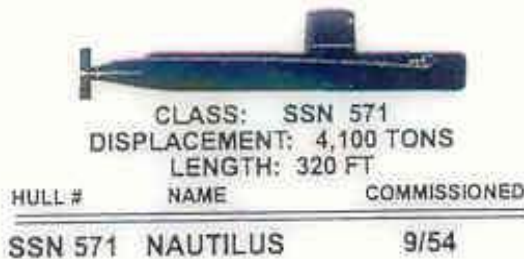 CLASS: SSN 571
DISPLACEMENT: 4,100 TONS
LENGTH: 320 FT
HULL # NAME COMMISSIONED
SSN 571 NAUTILUS 9/54